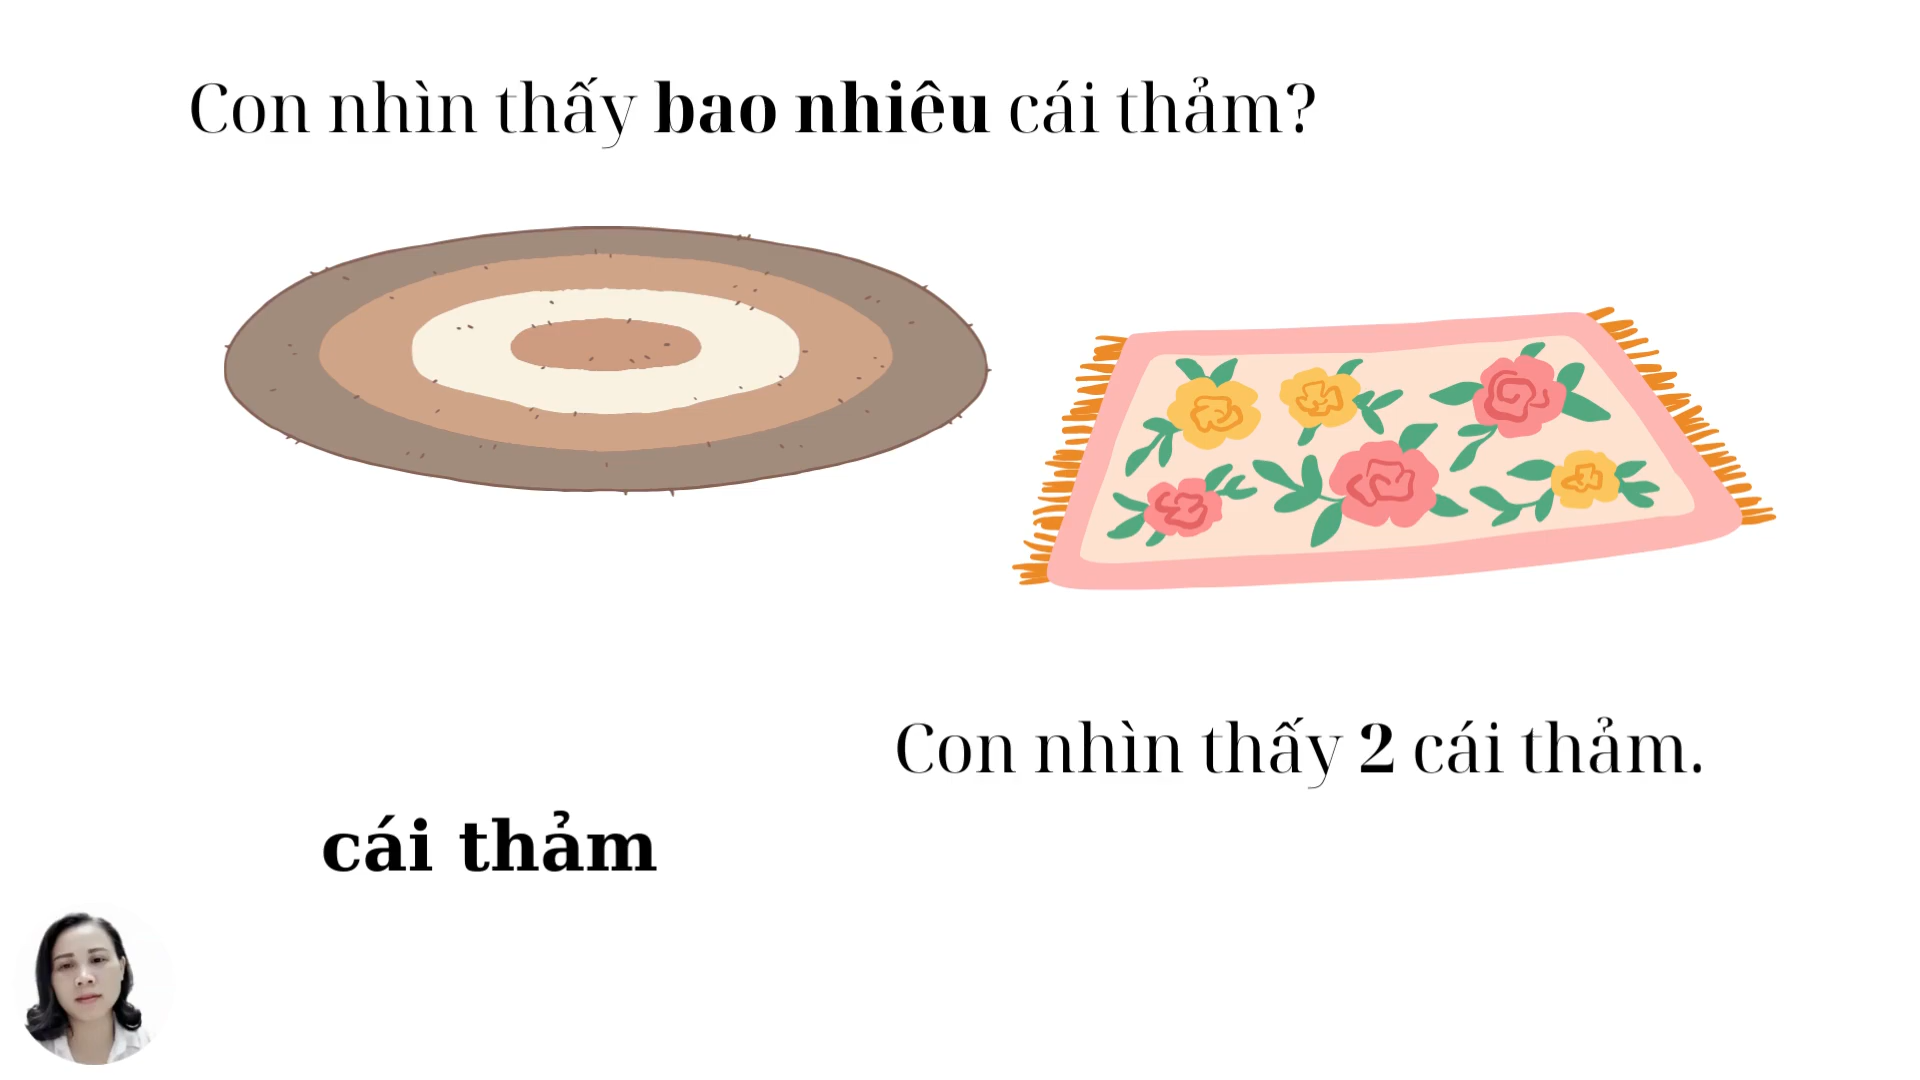 Con nhìn thấy bao nhiêu cái thảm?
Con nhìn thấy 2 cái thảm.
cái thảm